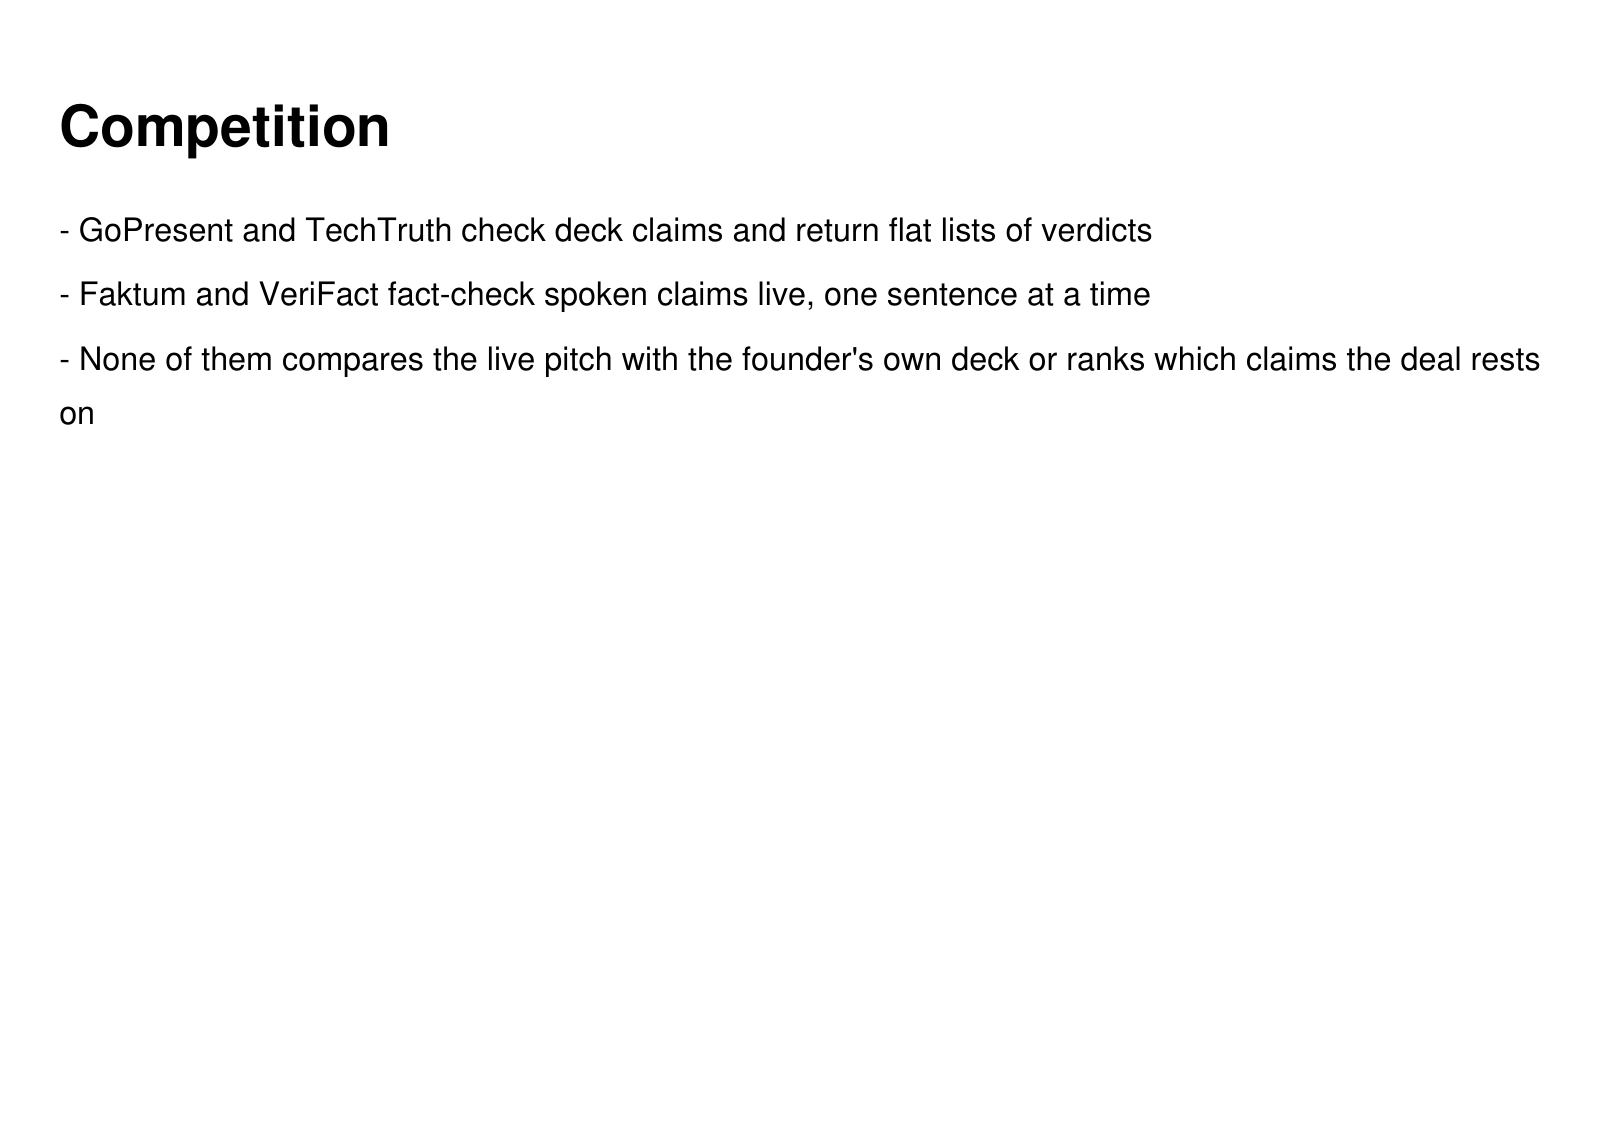 Competition
- GoPresent and TechTruth check deck claims and return flat lists of verdicts
- Faktum and VeriFact fact-check spoken claims live, one sentence at a time
- None of them compares the live pitch with the founder's own deck or ranks which claims the deal rests
on